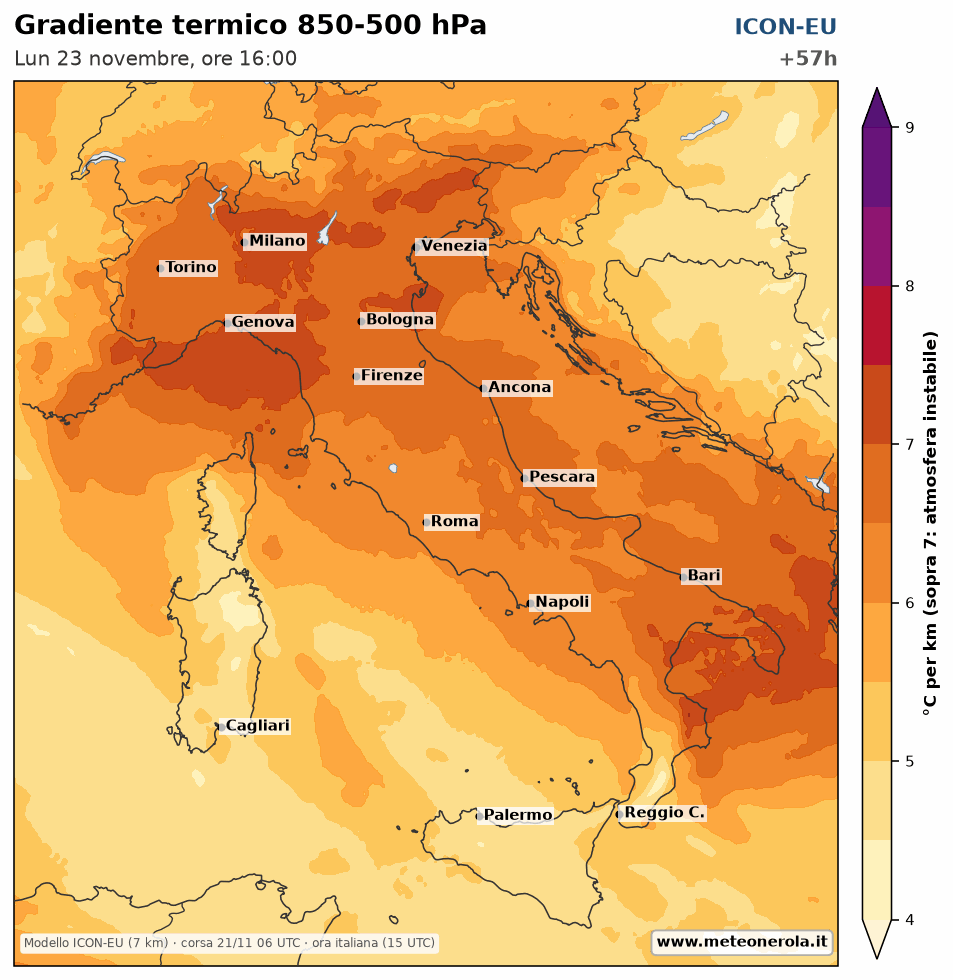 Gradiente termico 850-500 hPa
ICON-EU
Lun 23 novembre, ore 16:00
+57h
Milano
Venezia
Torino
Genova
Bologna
Firenze
Ancona
Pescara
Roma
Bari
Napoli
Cagliari
Palermo
Reggio C.
9
8
7
6
5
4
°C per km (sopra 7: atmosfera instabile)
Modello ICON-EU (7 km) · corsa 21/11 06 UTC · ora italiana (15 UTC)
www.meteonerola.it